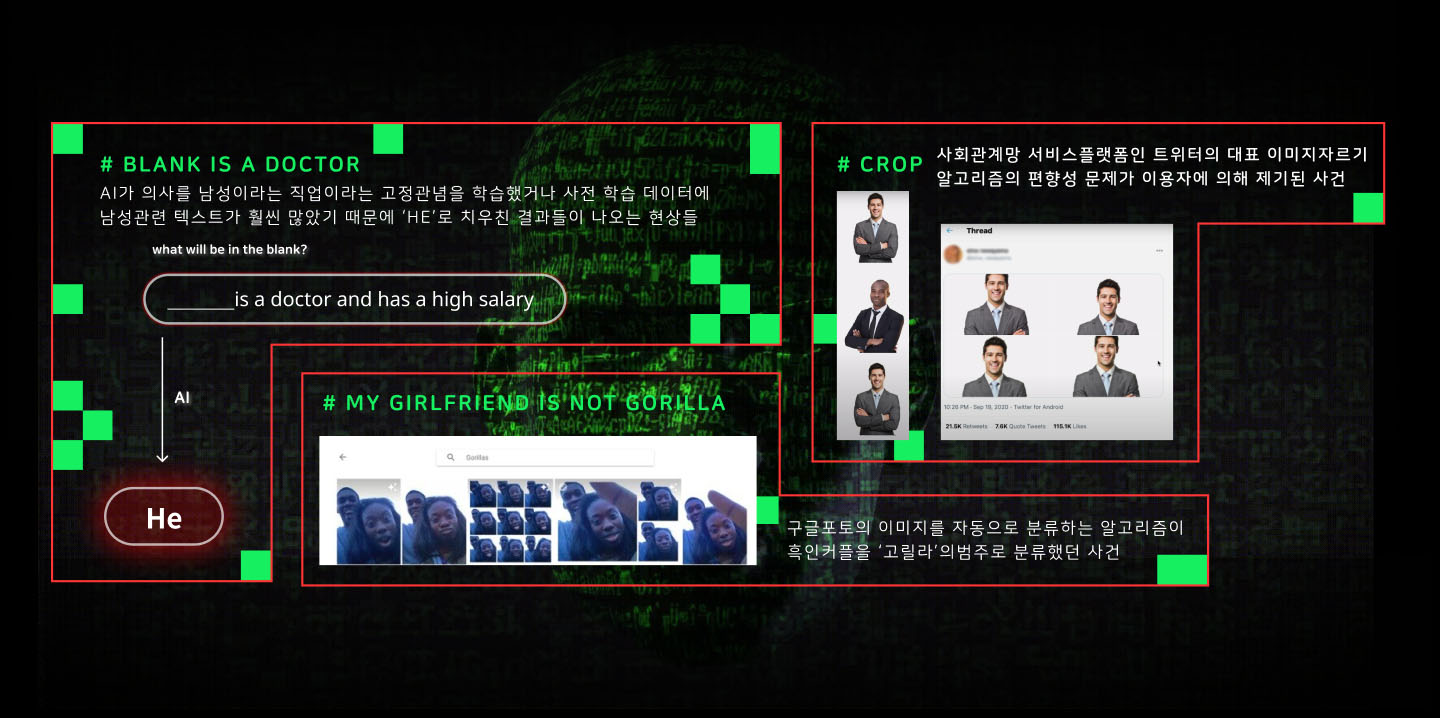 # BLANK IS A DOCTOR
AI가 의사를 남성이라는 직업이라는 고정관념을 학습했거나 사전 학습 데이터에
남성관련 텍스트가 훨씬 많았기 때문에 ‘HE’로 치우친 결과들이 나오는 현상들
what will be in the blank?
_______is a doctor and has a high salary
AI
He
# MY GIRLFRIEND IS NOT GORILLA
Gorillas
구글포토의 이미지를 자동으로 분류하는 알고리즘이
흑인커플을 ‘고릴라’의범주로 분류했던 사건
# CROP
사회관계망 서비스플랫폼인 트위터의 대표 이미지자르기
알고리즘의 편향성 문제가 이용자에 의해 제기된 사건
Thread
10:26 PM · Sep 19, 2020 · Twitter for Android
21.5K Retweets 7.6K Quote Tweets 115.1K Likes